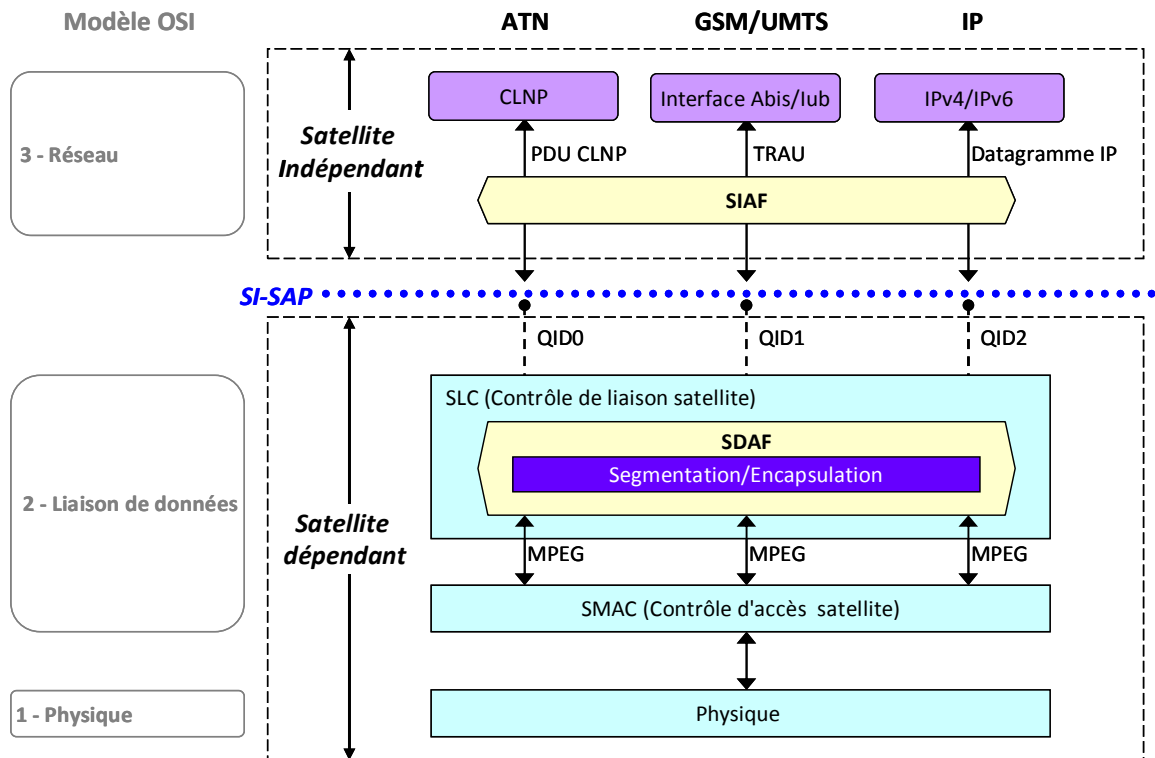 Modèle OSI
ATN
GSM/UMTS
IP
3 - Réseau
Satellite
Indépendant
CLNP
Interface Abis/Iub
IPv4/IPv6
PDU CLNP
TRAU
Datagramme IP
SIAF
SI-SAP
QID0
QID1
QID2
2 - Liaison de données
Satellite
dépendant
SLC (Contrôle de liaison satellite)
SDAF
Segmentation/Encapsulation
MPEG
MPEG
MPEG
SMAC (Contrôle d'accès satellite)
1 - Physique
Physique